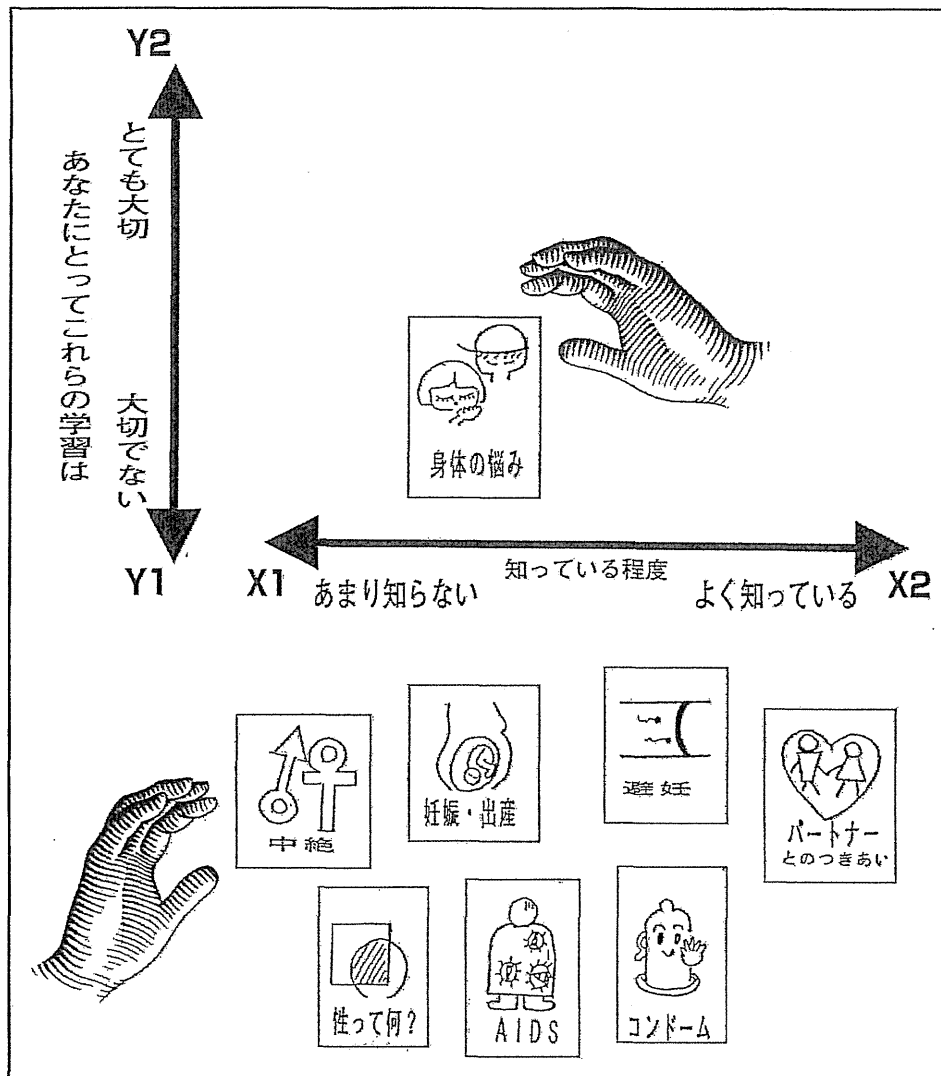 Y2
とても大切
あなたにとってこれらの学習は
大切でない
身体の悩み
Y1
X1
あまり知らない
知っている程度
よく知っている
X2
中絶
妊娠・出産
避妊
パートナー
とのつきあい
性って何?
AIDS
コンドーム